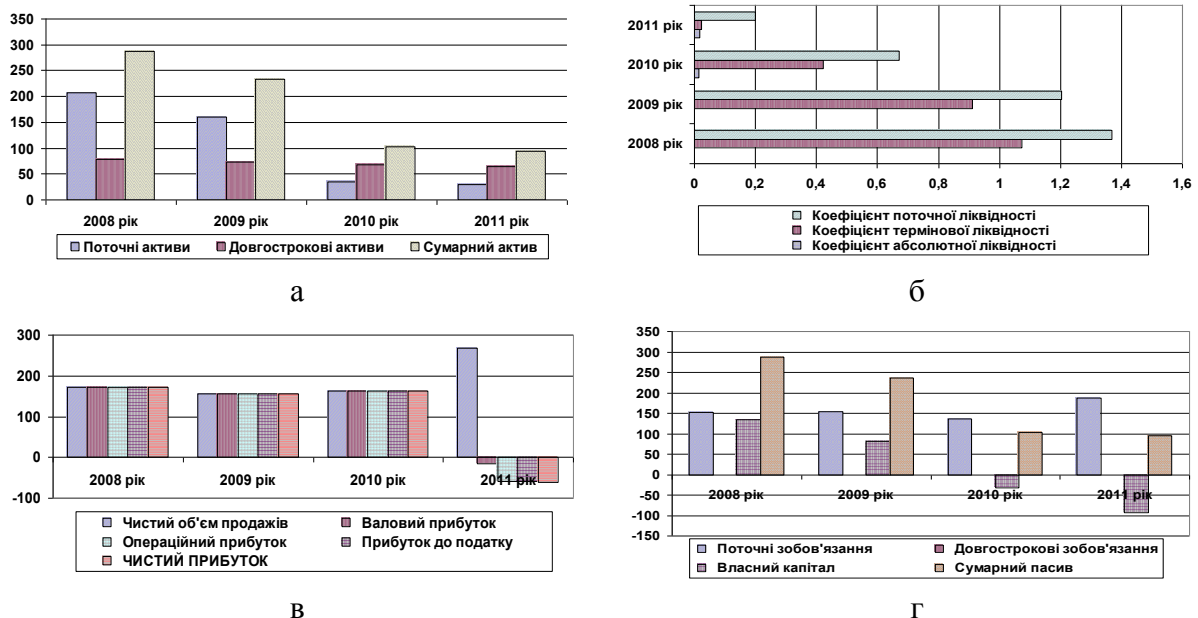 350
300
250
200
150
100
50
0
2008 рік 2009 рік 2010 рік 2011 рік
Поточні активи Довгострокові активи Сумарний актив
а
2011 рік
2010 рік
2009 рік
2008 рік
0 0,2 0,4 0,6 0,8 1 1,2 1,4 1,6
Коефіцієнт поточної ліквідності
Коефіцієнт термінової ліквідності
Коефіцієнт абсолютної ліквідності
б
300
200
100
0
-100
2008 рік 2009 рік 2010 рік 2011 рік
Чистий об'єм продажів Валовий прибуток
Операційний прибуток Прибуток до податку
ЧИСТИЙ ПРИБУТОК
в
350
300
250
200
150
100
50
0
-50
-100
-150
2008 рік 2009 рік 2010 рік 2011 рік
Поточні зобов'язання Довгострокові зобов'язання
Власний капітал Сумарний пасив
г